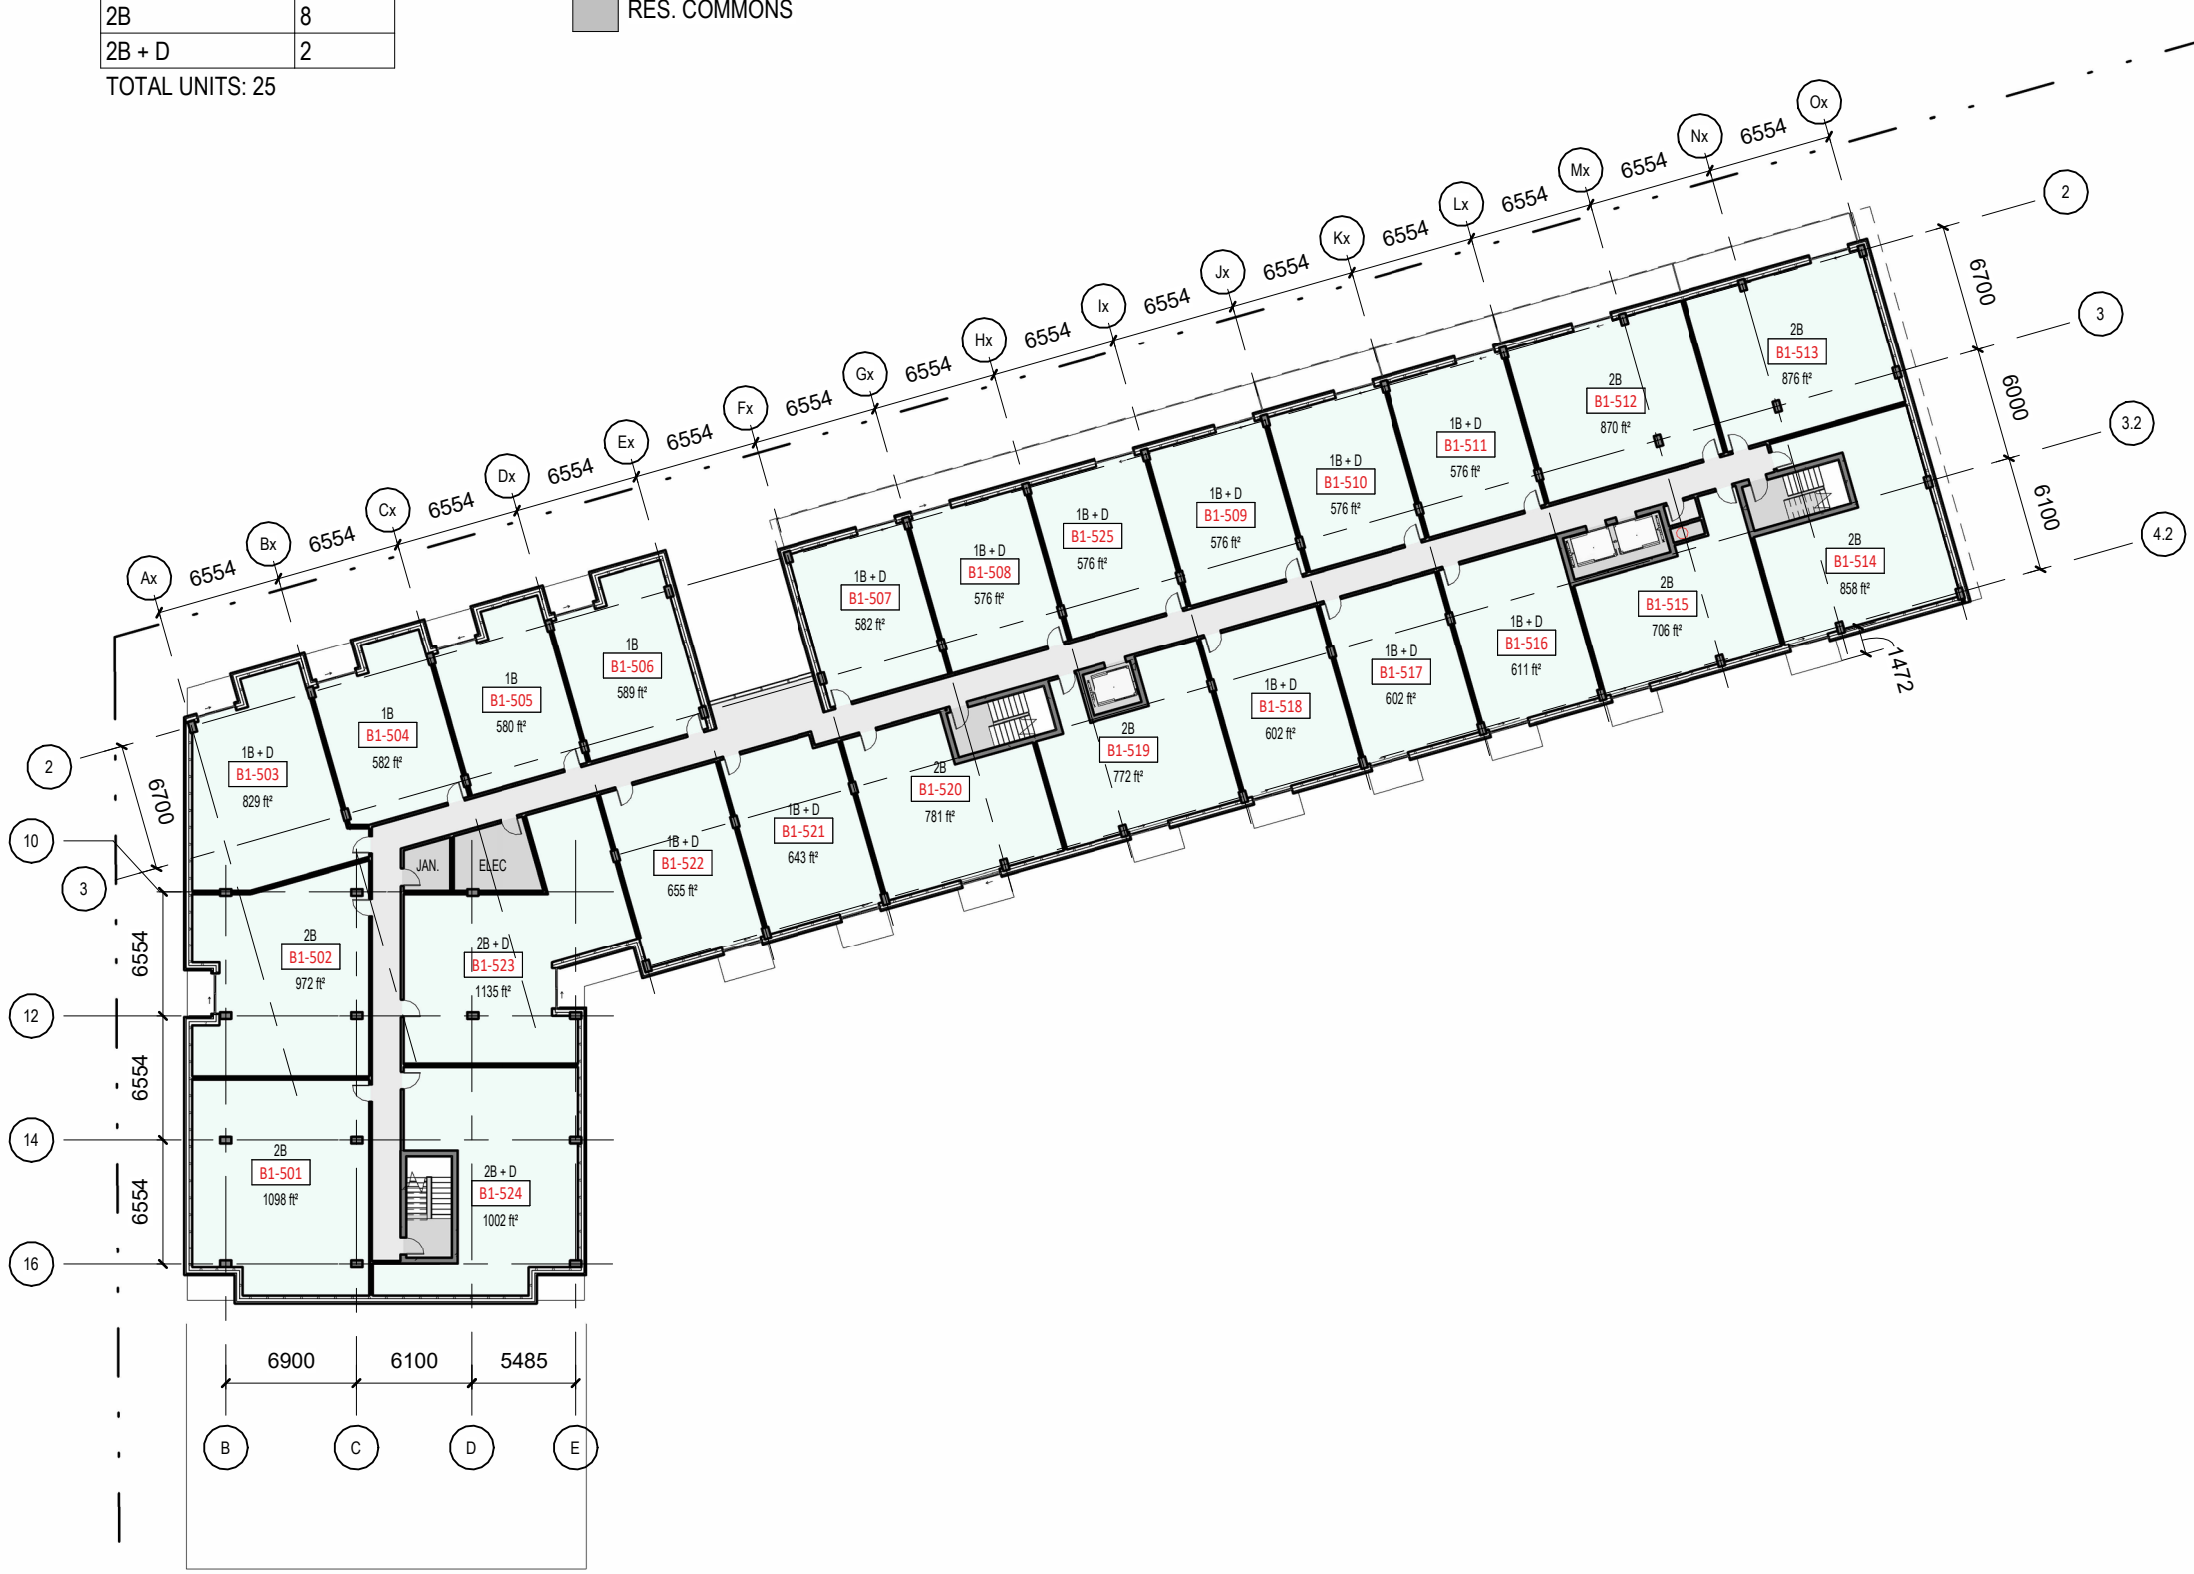 2B 8
2B + D 2
TOTAL UNITS: 25
RES. COMMONS
Ax
Bx
Cx
Dx
Ex
Fx
Gx
Hx
Ix
Jx
Kx
Lx
Mx
Nx
Ox
6554
6554
6554
6554
6554
6554
6554
6554
6554
6554
6554
6554
6554
6554
2
3
3.2
4.2
6700
6000
6100
1472
2B
B1-513
876 ft²
2B
B1-512
870 ft²
1B + D
B1-511
576 ft²
1B + D
B1-510
576 ft²
1B + D
B1-509
576 ft²
1B + D
B1-525
576 ft²
1B + D
B1-508
576 ft²
1B + D
B1-507
582 ft²
1B
B1-506
589 ft²
1B
B1-505
580 ft²
1B
B1-504
582 ft²
1B + D
B1-503
829 ft²
2B
B1-514
858 ft²
2B
B1-515
706 ft²
1B + D
B1-516
611 ft²
1B + D
B1-517
602 ft²
1B + D
B1-518
602 ft²
2B
B1-519
772 ft²
2B
B1-520
781 ft²
1B + D
B1-521
643 ft²
1B + D
B1-522
655 ft²
JAN.
ELEC
2B
B1-502
972 ft²
2B + D
B1-523
1135 ft²
2B
B1-501
1098 ft²
2B + D
B1-524
1002 ft²
2
6700
10
3
6554
12
6554
14
6554
16
6900
6100
5485
B
C
D
E